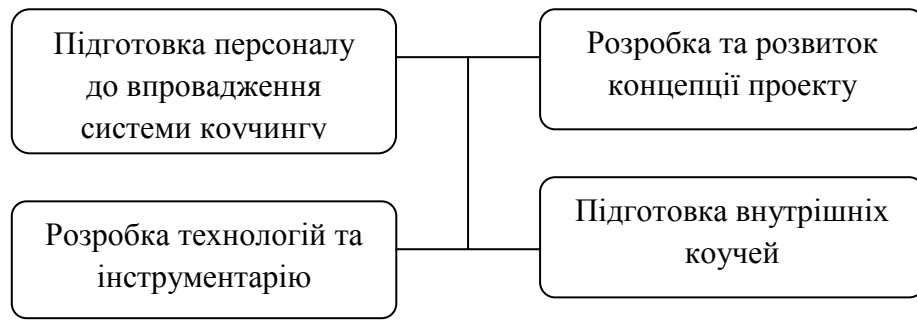 Підготовка персоналу
до впровадження
системи коучингу
Розробка та розвиток
концепції проекту
Розробка технологій та
інструментарію
Підготовка внутрішніх
коучей